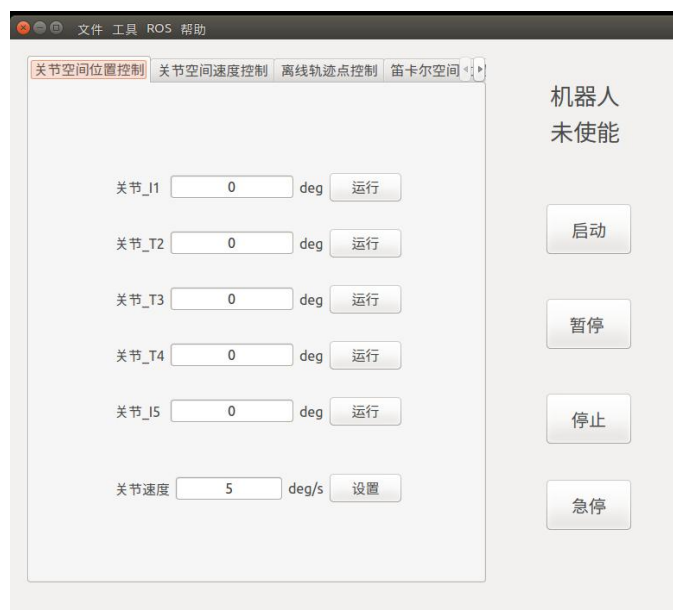 文件 工具 ROS 帮助
关节空间位置控制 关节空间速度控制 离线轨迹点控制 笛卡尔空间
机器人
未使能
关节_I1 0 deg 运行
关节_T2 0 deg 运行
关节_T3 0 deg 运行
关节_T4 0 deg 运行
关节_I5 0 deg 运行
关节速度 5 deg/s 设置
启动
暂停
停止
急停